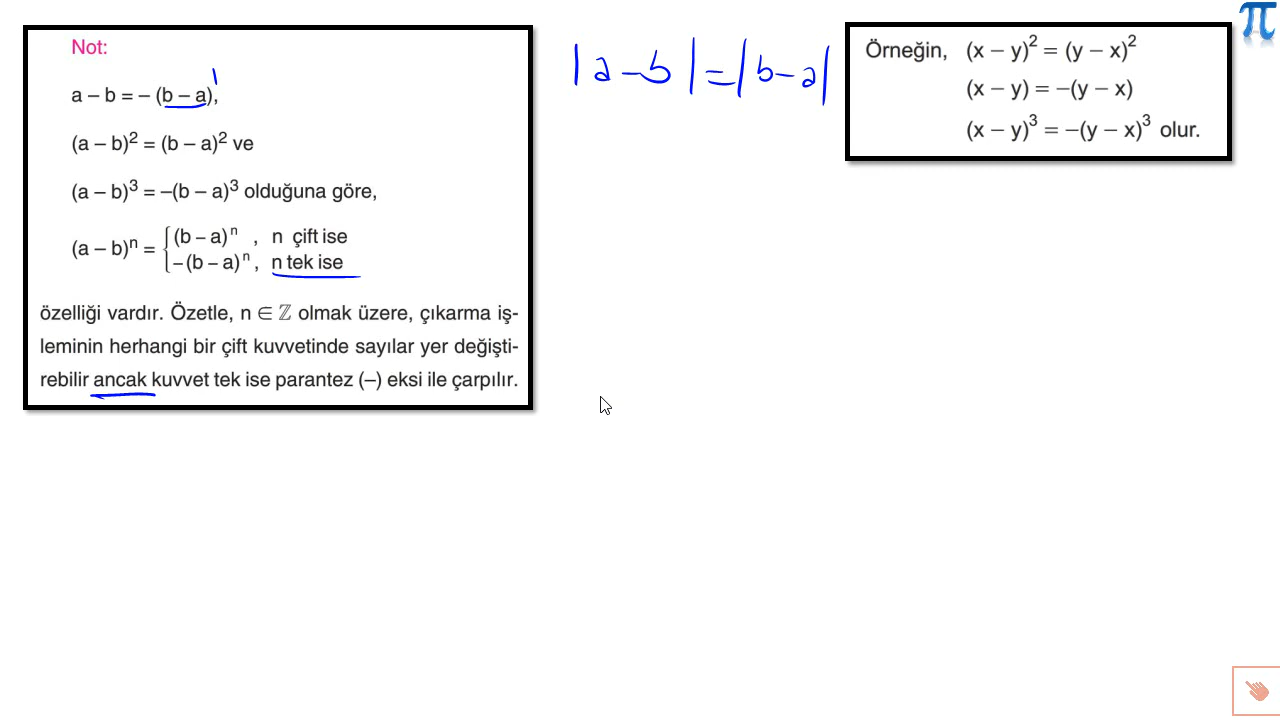 Not:
a – b = – (b – a)¹,
(a – b)² = (b – a)² ve
(a – b)³ = –(b – a)³ olduğuna göre,
(a – b)ⁿ = { (b – a)ⁿ , n çift ise
–(b – a)ⁿ, n tek ise
özelliği vardır. Özetle, n ∈ ℤ olmak üzere, çıkarma iş-
leminin herhangi bir çift kuvvetinde sayılar yer değişti-
rebilir ancak kuvvet tek ise parantez (–) eksi ile çarpılır.
|a – b| = |b – a|
Örneğin, (x – y)² = (y – x)²
(x – y) = –(y – x)
(x – y)³ = –(y – x)³ olur.
π